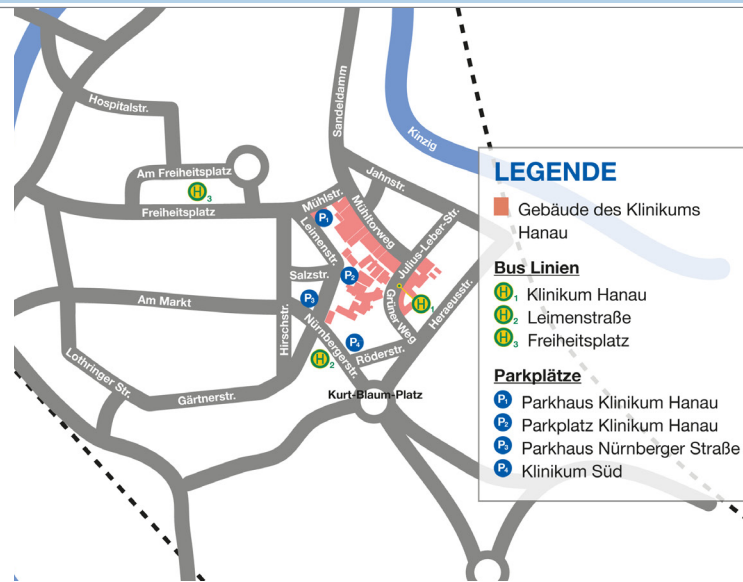 Hospitalstr.
Sandeldamm
Kinzig
Am Freiheitsplatz
H3
Jahnstr.
Freiheitsplatz
Mühlstr.
P1
Mühltorweg
Leimenstr.
Julius-Leber-Str.
Salzstr.
P2
Am Markt
P3
Grüner Weg
H1
Heraeusstr.
Hirschstr.
Nürnbergerstr.
P4
H2
Röderstr.
Lothringer Str.
Gärtnerstr.
Kurt-Blaum-Platz
LEGENDE
Gebäude des Klinikums
Hanau
Bus Linien
H1 Klinikum Hanau
H2 Leimenstraße
H3 Freiheitsplatz
Parkplätze
P1 Parkhaus Klinikum Hanau
P2 Parkplatz Klinikum Hanau
P3 Parkhaus Nürnberger Straße
P4 Klinikum Süd